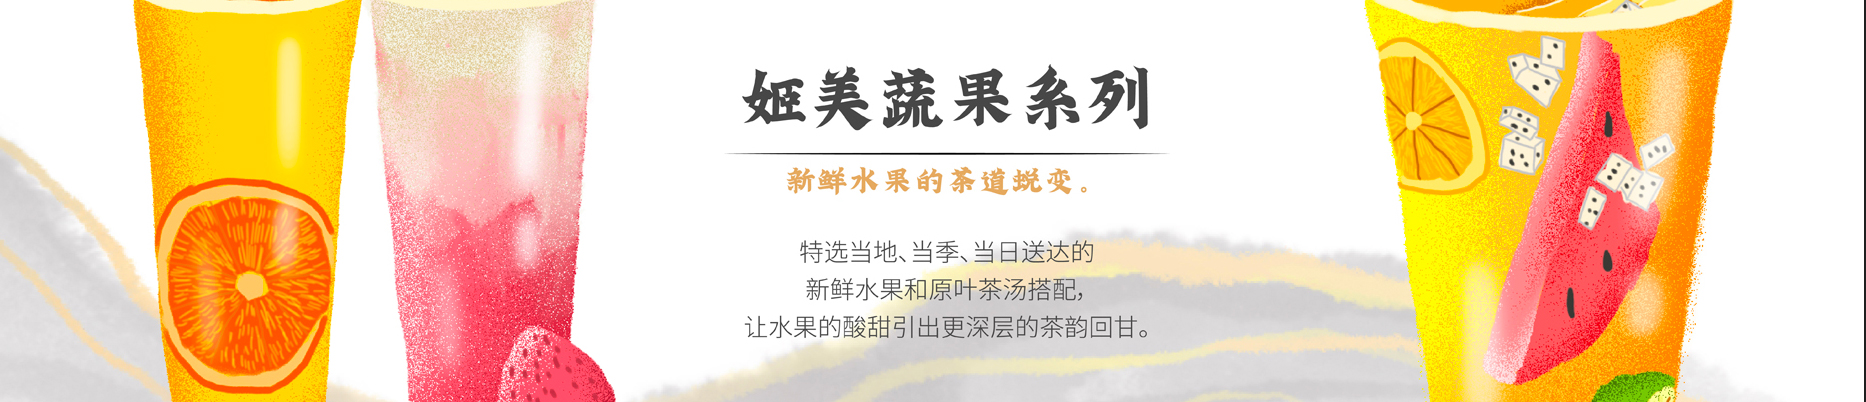 姬美蔬果系列
新鲜水果的茶道蜕变。
特选当地、当季、当日送达的
新鲜水果和原叶茶汤搭配，
让水果的酸甜引出更深层的茶韵回甘。